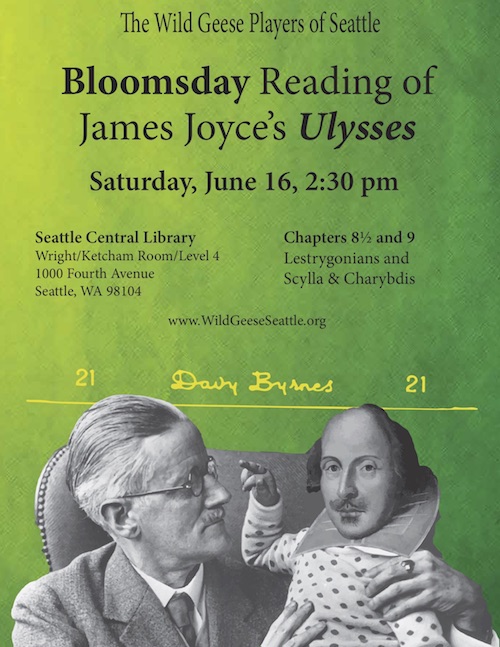 The Wild Geese Players of Seattle
Bloomsday Reading of
James Joyce's Ulysses
Saturday, June 16, 2:30 pm
Seattle Central Library
Wright/Ketcham Room/Level 4
1000 Fourth Avenue
Seattle, WA 98104
Chapters 8½ and 9
Lestrygonians and
Scylla & Charybdis
www.WildGeeseSeattle.org
21 Davy Byrnes 21